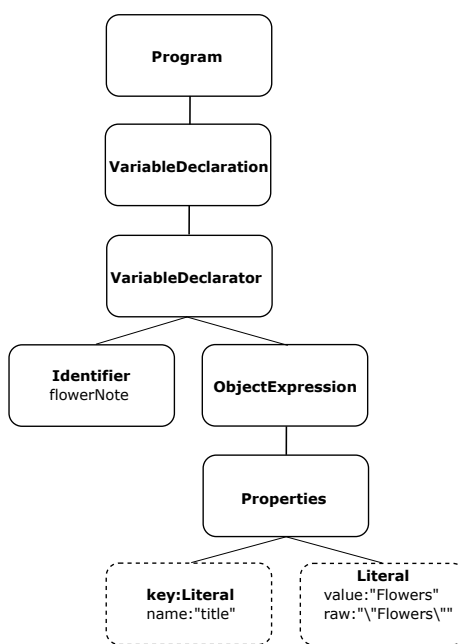 Program
VariableDeclaration
VariableDeclarator
Identifier
flowerNote
ObjectExpression
Properties
key:Literal
name:"title"
Literal
value:"Flowers"
raw:"\"Flowers\""